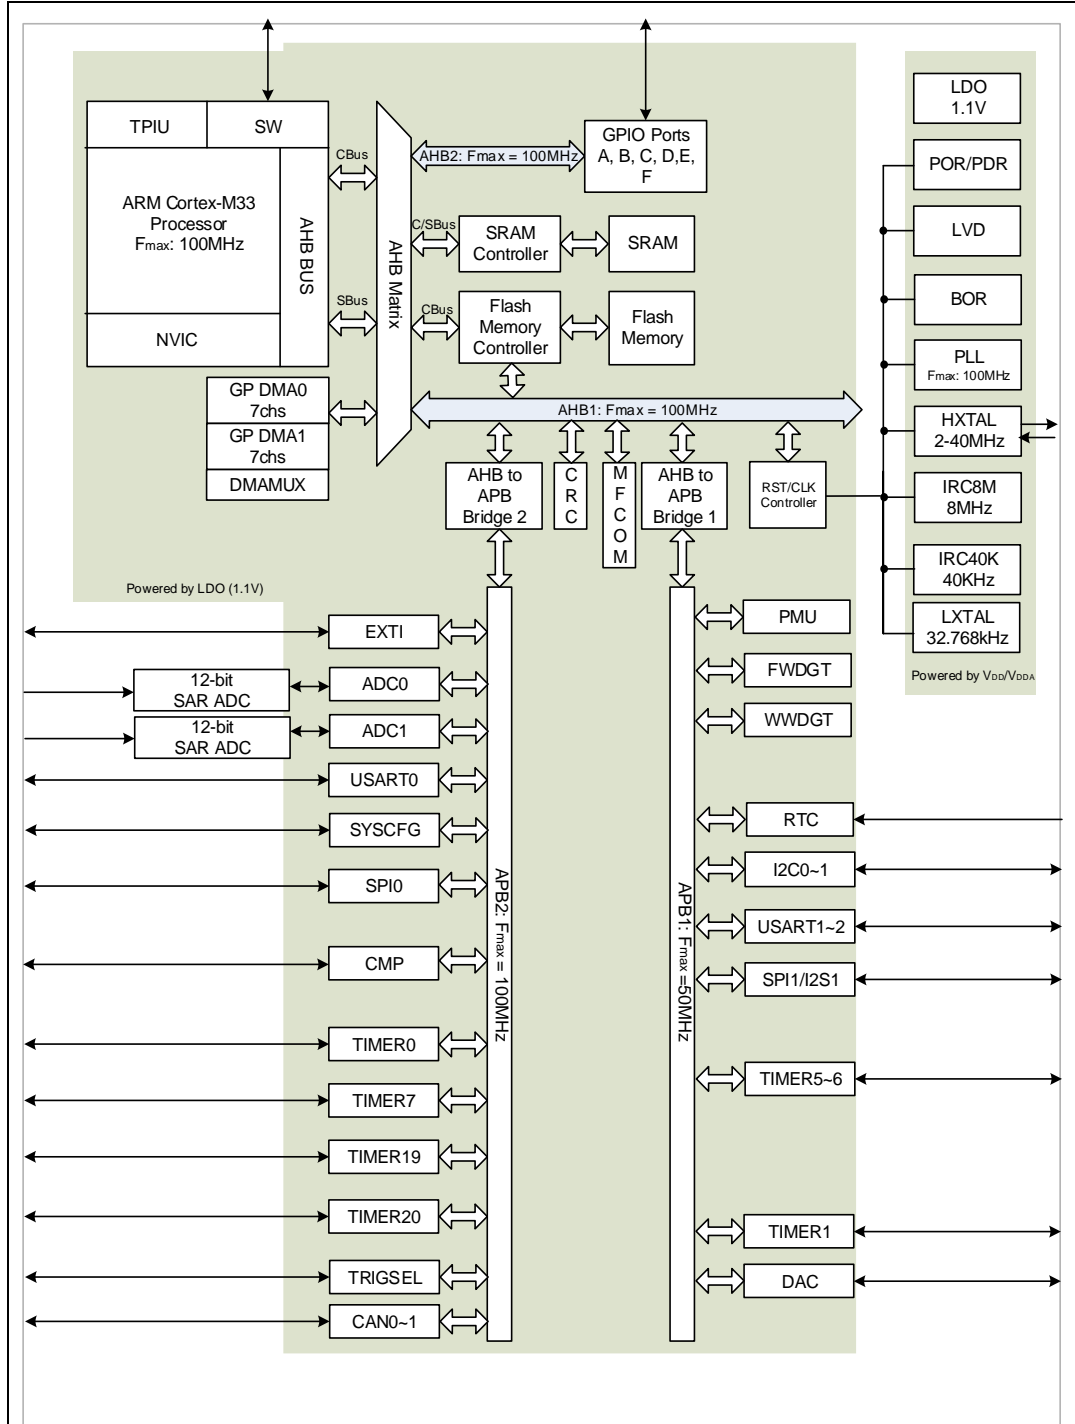 TPIU
SW
ARM Cortex-M33
Processor
Fmax: 100MHz
AHB BUS
NVIC
GP DMA0
7chs
GP DMA1
7chs
DMAMUX
CBus
SBus
AHB Matrix
AHB2: Fmax = 100MHz
GPIO Ports
A, B, C, D,E,
F
C/SBus
SRAM
Controller
SRAM
CBus
Flash
Memory
Controller
Flash
Memory
AHB1: Fmax = 100MHz
AHB to
APB
Bridge 2
CRC
MFCOM
AHB to
APB
Bridge 1
RST/CLK
Controller
LDO
1.1V
POR/PDR
LVD
BOR
PLL
Fmax: 100MHz
HXTAL
2-40MHz
IRC8M
8MHz
IRC40K
40KHz
LXTAL
32.768kHz
Powered by VDD/VDDA
Powered by LDO (1.1V)
EXTI
12-bit
SAR ADC
ADC0
12-bit
SAR ADC
ADC1
USART0
SYSCFG
SPI0
CMP
TIMER0
TIMER7
TIMER19
TIMER20
TRIGSEL
CAN0~1
APB2: Fmax = 100MHz
APB1: Fmax =50MHz
PMU
FWDGT
WWDGT
RTC
I2C0~1
USART1~2
SPI1/I2S1
TIMER5~6
TIMER1
DAC